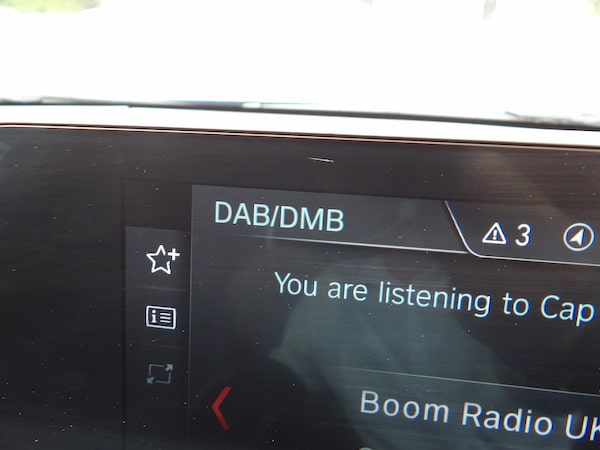 DAB/DMB
3
You are listening to Cap
Boom Radio UK